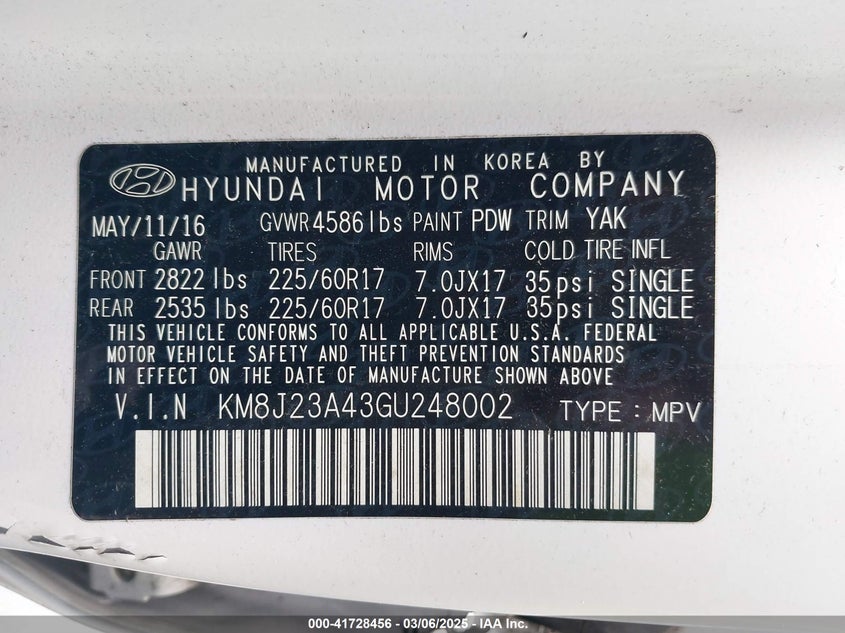 MANUFACTURED IN KOREA BY
HYUNDAI MOTOR COMPANY
MAY/11/16 GVWR 4586 lbs PAINT PDW TRIM YAK
GAWR TIRES RIMS COLD TIRE INFL
FRONT 2822 lbs 225/60R17 7.0JX17 35psi SINGLE
REAR 2535 lbs 225/60R17 7.0JX17 35psi SINGLE
THIS VEHICLE CONFORMS TO ALL APPLICABLE U.S.A. FEDERAL
MOTOR VEHICLE SAFETY AND THEFT PREVENTION STANDARDS
IN EFFECT ON THE DATE OF MANUFACTURE SHOWN ABOVE
V.I.N KM8J23A43GU248002 TYPE : MPV
000-41728456 - 03/06/2025 - IAA Inc.